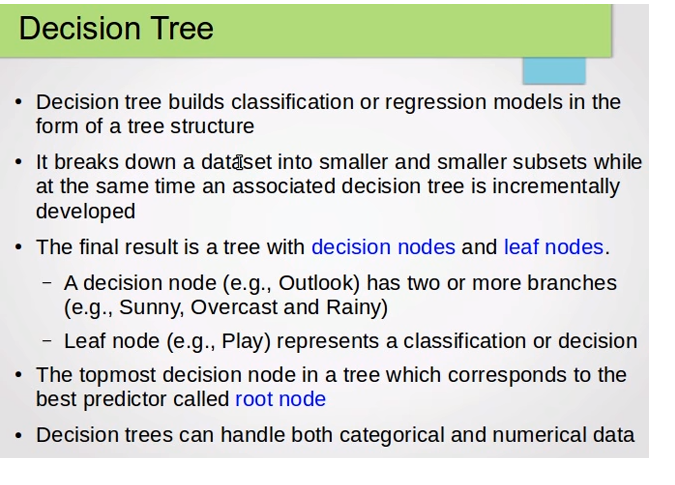 Decision Tree
• Decision tree builds classification or regression models in the
form of a tree structure
• It breaks down a dataset into smaller and smaller subsets while
at the same time an associated decision tree is incrementally
developed
• The final result is a tree with decision nodes and leaf nodes.
– A decision node (e.g., Outlook) has two or more branches
(e.g., Sunny, Overcast and Rainy)
– Leaf node (e.g., Play) represents a classification or decision
• The topmost decision node in a tree which corresponds to the
best predictor called root node
• Decision trees can handle both categorical and numerical data